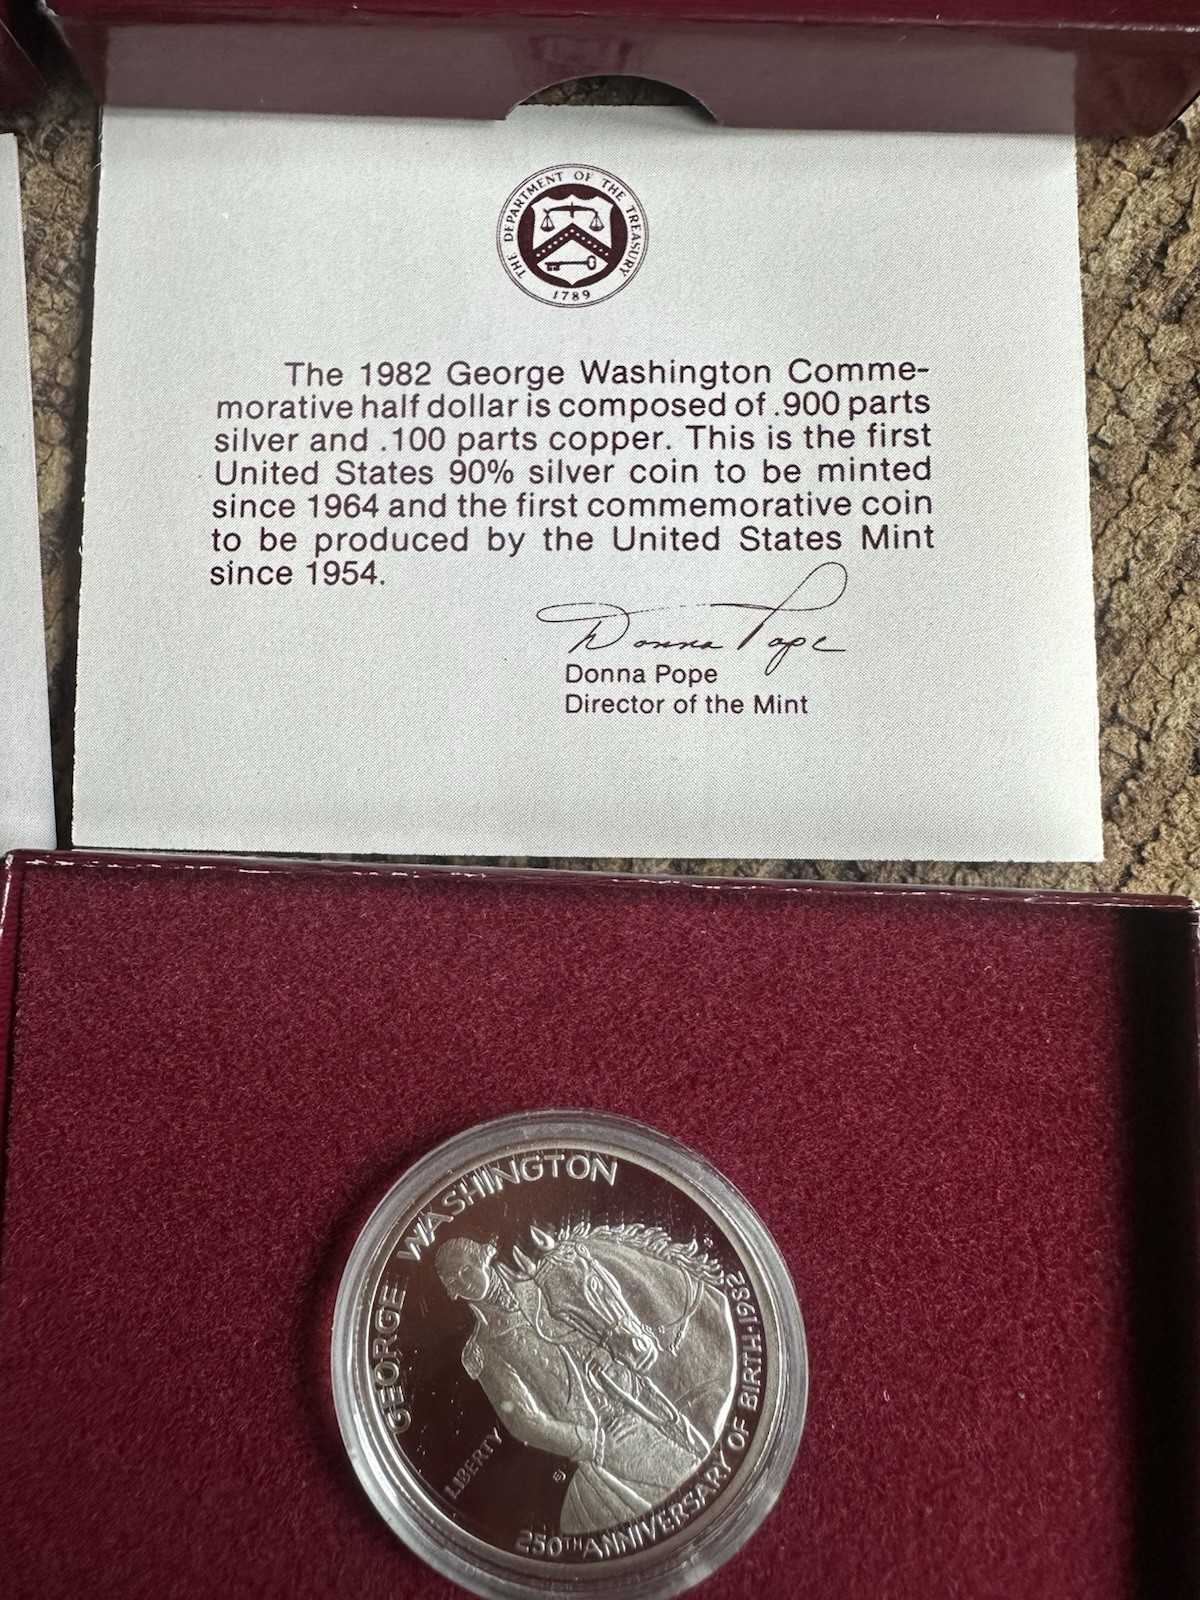 THE DEPARTMENT OF THE TREASURY
1789
The 1982 George Washington Comme-
morative half dollar is composed of .900 parts
silver and .100 parts copper. This is the first
United States 90% silver coin to be minted
since 1964 and the first commemorative coin
to be produced by the United States Mint
since 1954.
Donna Pope
Donna Pope
Director of the Mint
GEORGE WASHINGTON
LIBERTY
EJ
250TH ANNIVERSARY OF BIRTH·1982